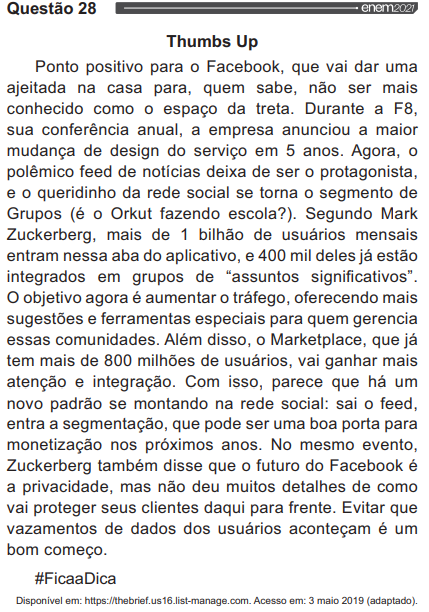 Questão 28
enem2021
Thumbs Up
Ponto positivo para o Facebook, que vai dar uma
ajeitada na casa para, quem sabe, não ser mais
conhecido como o espaço da treta. Durante a F8,
sua conferência anual, a empresa anunciou a maior
mudança de design do serviço em 5 anos. Agora, o
polêmico feed de notícias deixa de ser o protagonista,
e o queridinho da rede social se torna o segmento de
Grupos (é o Orkut fazendo escola?). Segundo Mark
Zuckerberg, mais de 1 bilhão de usuários mensais
entram nessa aba do aplicativo, e 400 mil deles já estão
integrados em grupos de “assuntos significativos”.
O objetivo agora é aumentar o tráfego, oferecendo mais
sugestões e ferramentas especiais para quem gerencia
essas comunidades. Além disso, o Marketplace, que já
tem mais de 800 milhões de usuários, vai ganhar mais
atenção e integração. Com isso, parece que há um
novo padrão se montando na rede social: sai o feed,
entra a segmentação, que pode ser uma boa porta para
monetização nos próximos anos. No mesmo evento,
Zuckerberg também disse que o futuro do Facebook é
a privacidade, mas não deu muitos detalhes de como
vai proteger seus clientes daqui para frente. Evitar que
vazamentos de dados dos usuários aconteçam é um
bom começo.
#FicaaDica
Disponível em: https://thebrief.us16.list-manage.com. Acesso em: 3 maio 2019 (adaptado).